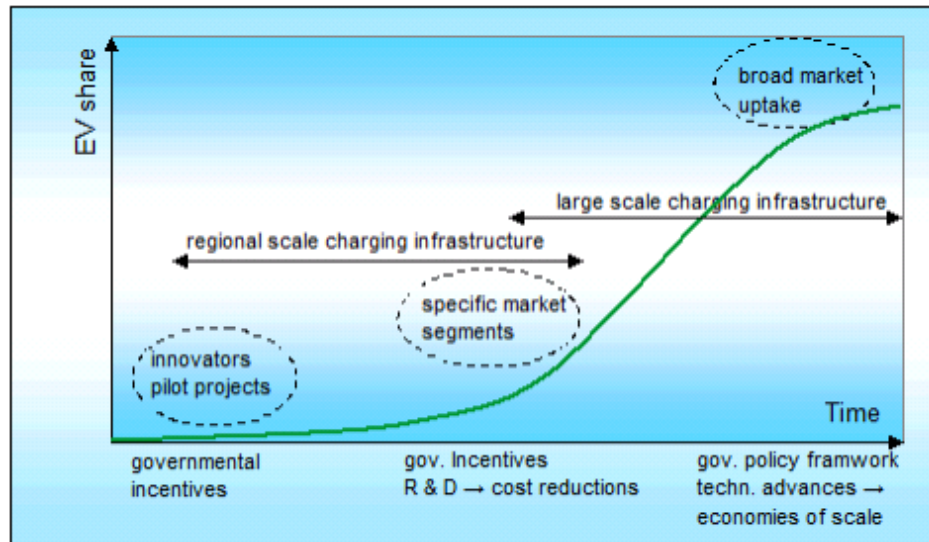 EV share
broad market
uptake
large scale charging infrastructure
regional scale charging infrastructure
specific market
segments
innovators
pilot projects
Time
governmental
incentives
gov. Incentives
R & D → cost reductions
gov. policy framwork
techn. advances →
economies of scale